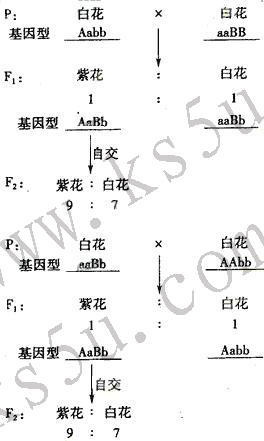 P: 白花 × 白花
基因型 Aabb aaBB
F₁: 紫花 : 白花
1 : 1
基因型 AaBb aaBb
自交
F₂: 紫花 : 白花
9 : 7
P: 白花 × 白花
基因型 aaBb AAbb
F₁: 紫花 : 白花
1 : 1
基因型 AaBb Aabb
自交
F₂: 紫花 : 白花
9 : 7
www.ks5u.com